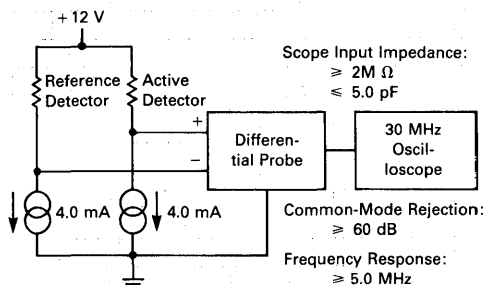 +12 V
Reference
Detector
Active
Detector
+
−
4.0 mA
4.0 mA
Differen-
tial Probe
30 MHz
Oscil-
loscope
Scope Input Impedance:
≥ 2M Ω
≤ 5.0 pF
Common-Mode Rejection:
≥ 60 dB
Frequency Response:
≥ 5.0 MHz